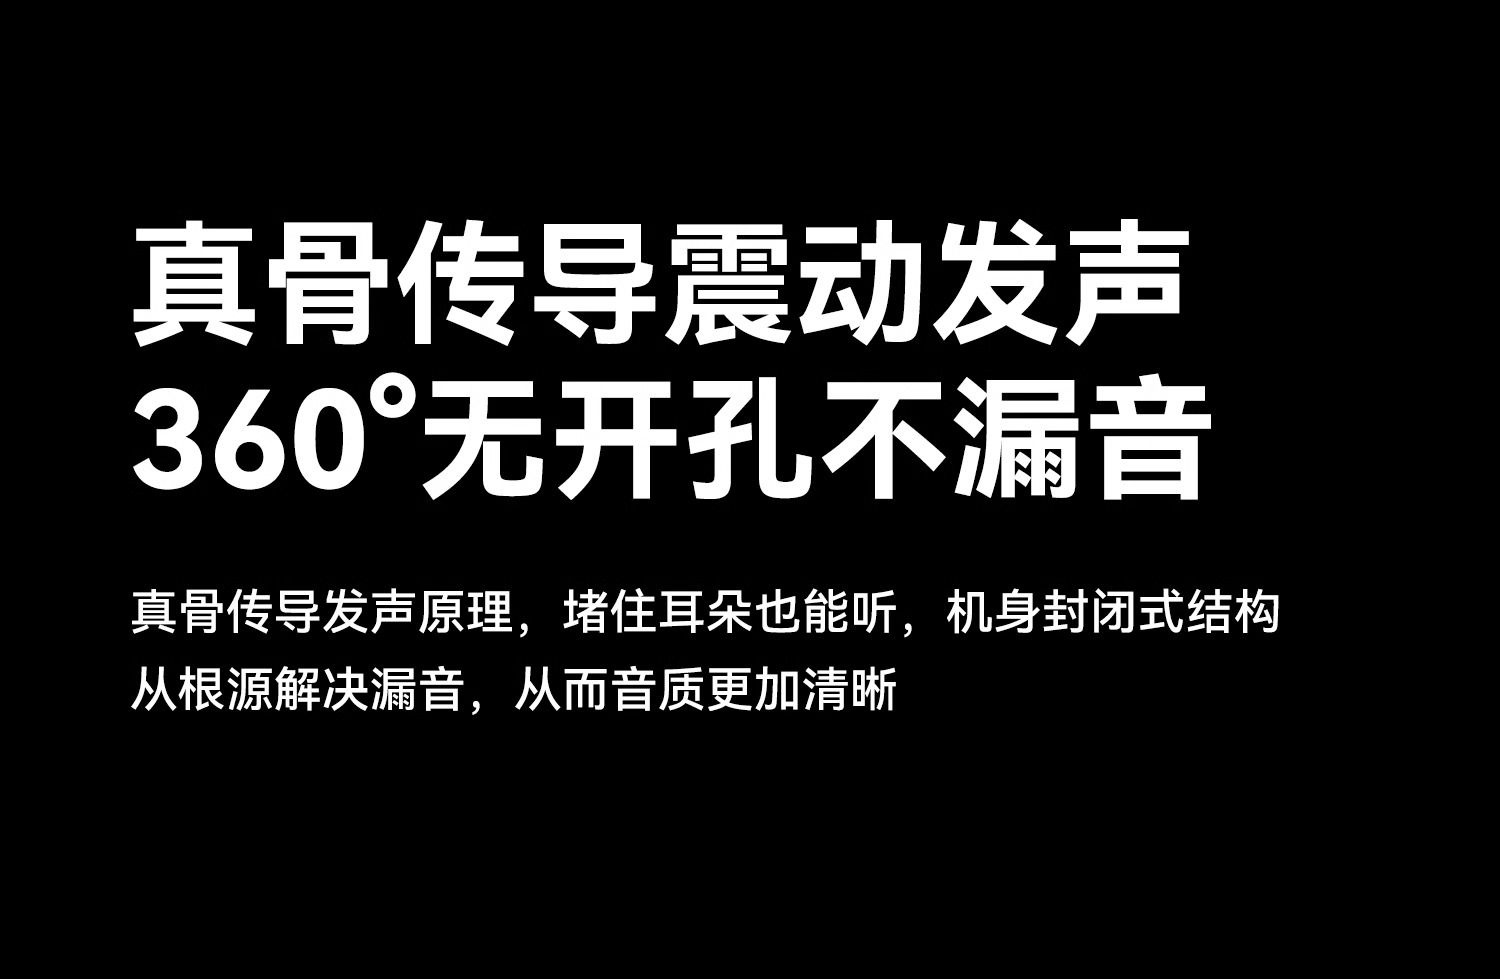 真骨传导震动发声
360°无开孔不漏音
真骨传导发声原理，堵住耳朵也能听，机身封闭式结构
从根源解决漏音，从而音质更加清晰